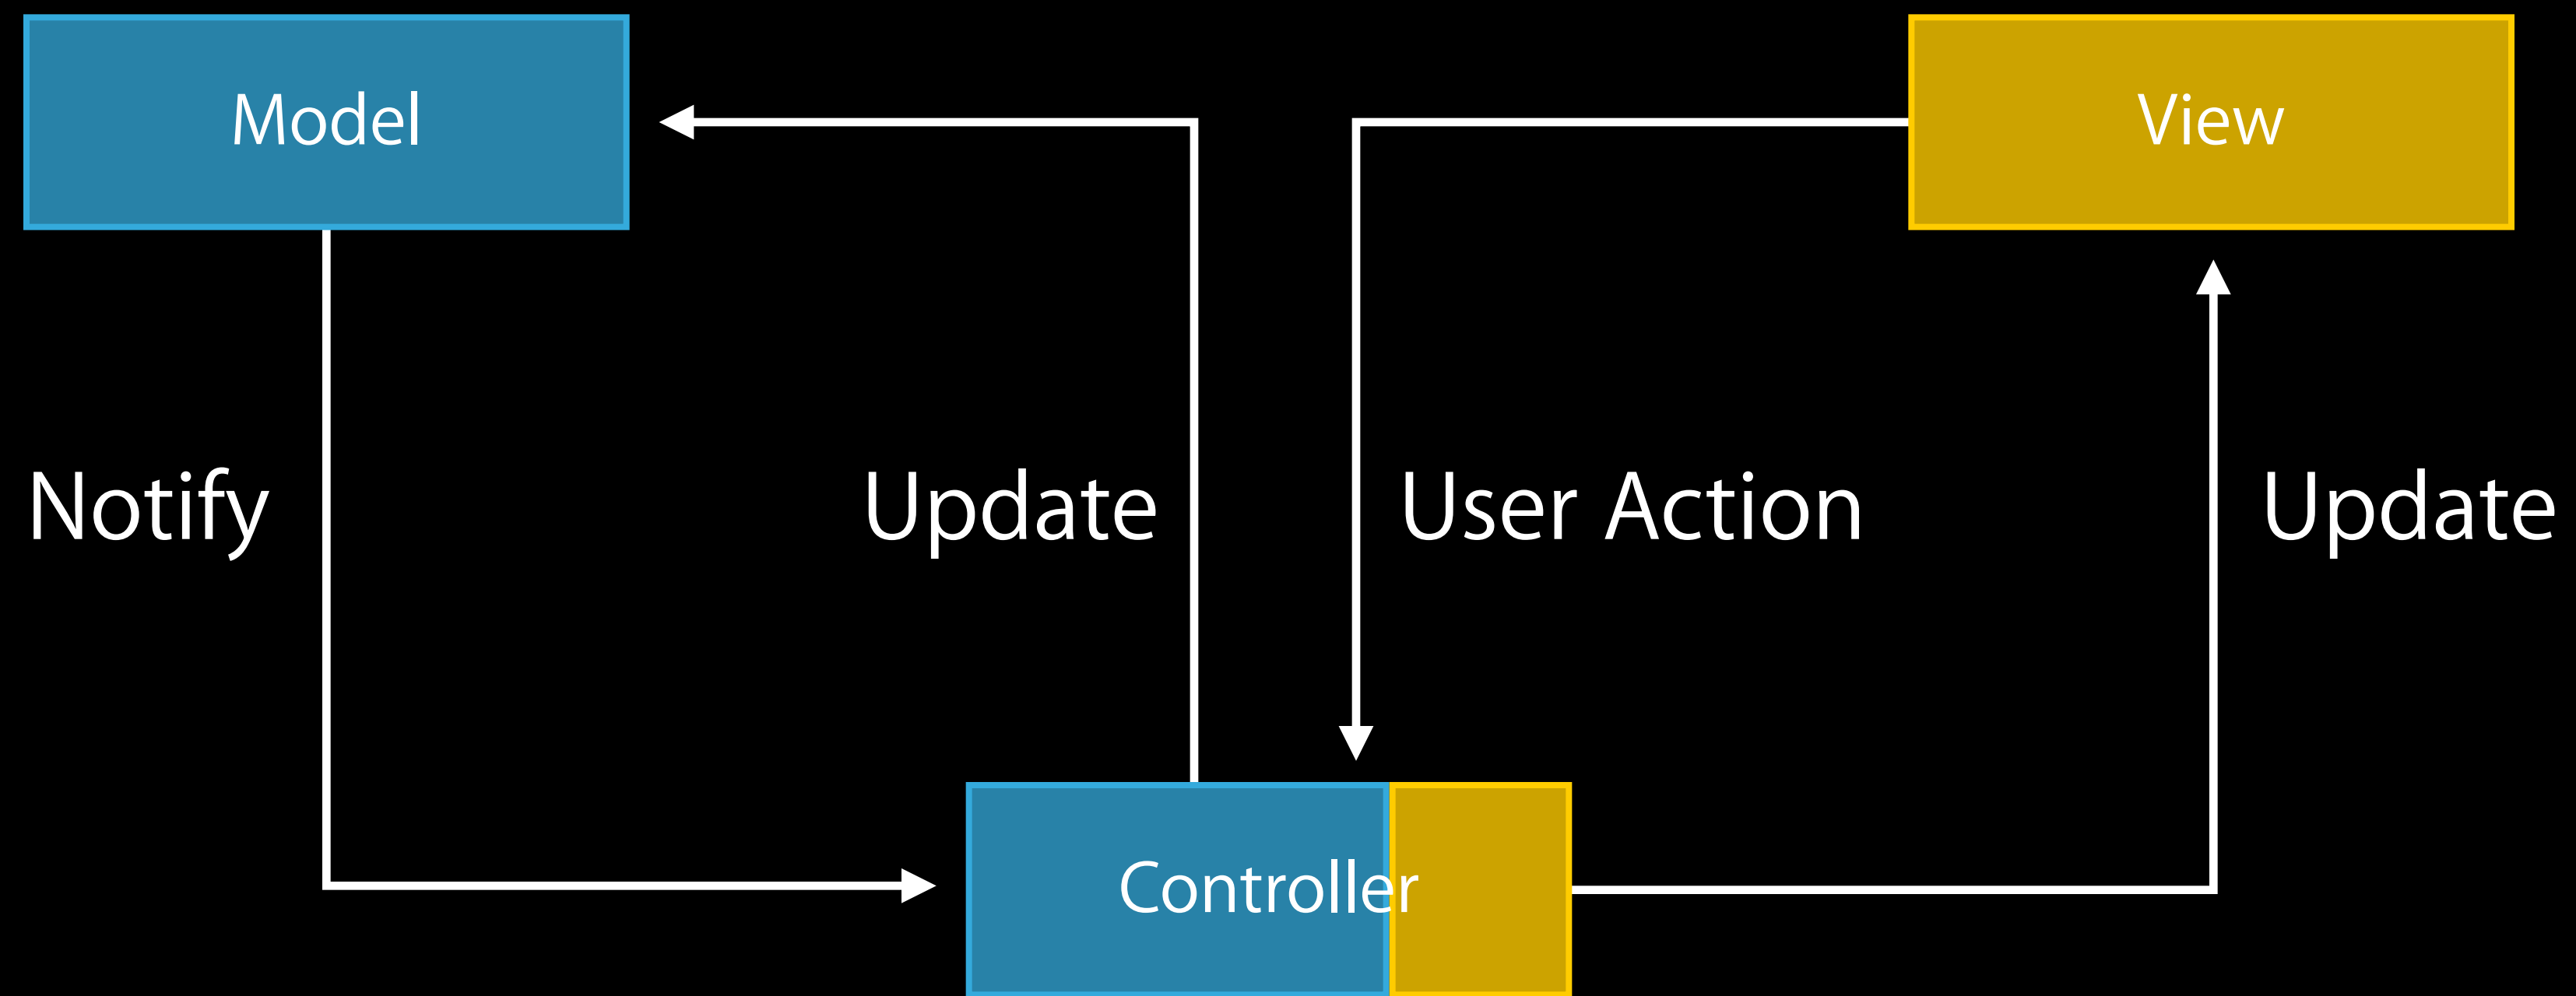 Model
View
Notify
Update
User Action
Update
Controller